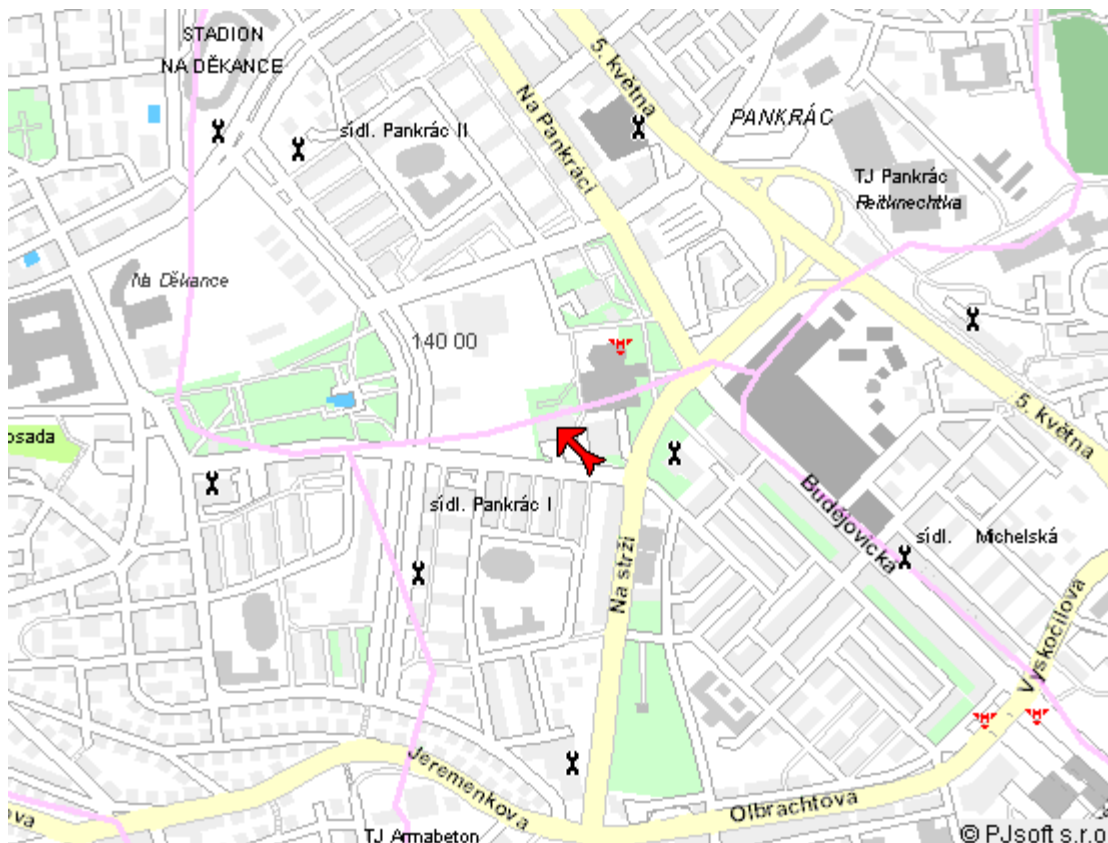 STADION
NA DĚKANCE
5. května
Na Pankráci
PANKRÁC
sídl. Pankrác II
TJ Pankrác
Reitknechtka
Na Děkance
140 00
5. května
osada
Budějovická
sídl. Pankrác I
sídl. Michelská
Na strži
Vyskočilova
Jeremenkova
Olbrachtova
ova
TJ Armabeton
© PJsoft s.r.o